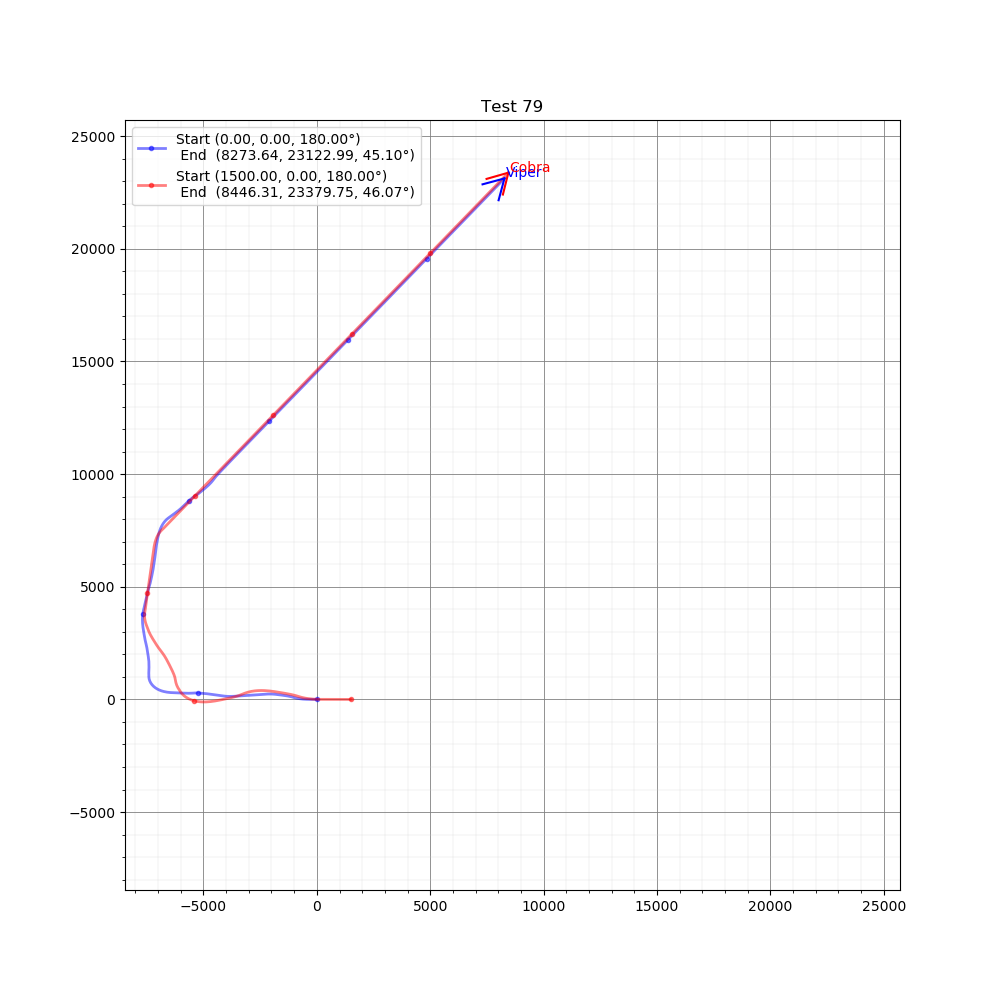 Test 79
Start (0.00, 0.00, 180.00°)
End  (8273.64, 23122.99, 45.10°)
Start (1500.00, 0.00, 180.00°)
End  (8446.31, 23379.75, 46.07°)
Cobra
Viper
25000
20000
15000
10000
5000
0
−5000
−5000
0
5000
10000
15000
20000
25000